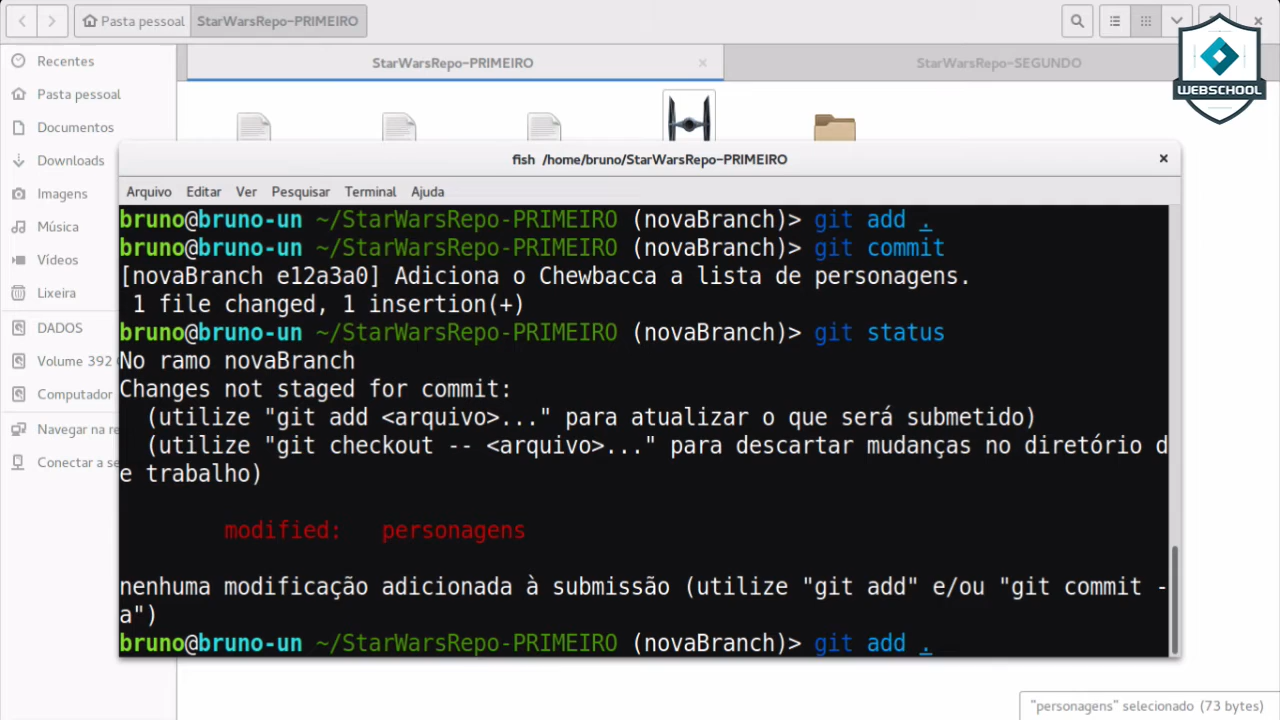 Pasta pessoal
StarWarsRepo-PRIMEIRO
StarWarsRepo-PRIMEIRO
StarWarsRepo-SEGUNDO
WEBSCHOOL
Recentes
Pasta pessoal
Documentos
Downloads
Imagens
Música
Vídeos
Lixeira
DADOS
Volume 392
Computador
Navegar na re
Conectar a se
fish /home/bruno/StarWarsRepo-PRIMEIRO
Arquivo Editar Ver Pesquisar Terminal Ajuda
bruno@bruno-un ~/StarWarsRepo-PRIMEIRO (novaBranch)> git add .
bruno@bruno-un ~/StarWarsRepo-PRIMEIRO (novaBranch)> git commit
[novaBranch e12a3a0] Adiciona o Chewbacca a lista de personagens.
1 file changed, 1 insertion(+)
bruno@bruno-un ~/StarWarsRepo-PRIMEIRO (novaBranch)> git status
No ramo novaBranch
Changes not staged for commit:
(utilize "git add <arquivo>..." para atualizar o que será submetido)
(utilize "git checkout -- <arquivo>..." para descartar mudanças no diretório d
e trabalho)
modified: personagens
nenhuma modificação adicionada à submissão (utilize "git add" e/ou "git commit -
a")
bruno@bruno-un ~/StarWarsRepo-PRIMEIRO (novaBranch)> git add .
"personagens" selecionado (73 bytes)